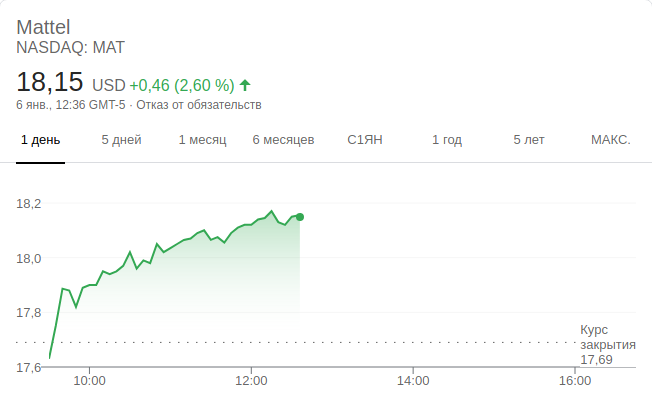 Mattel
NASDAQ: MAT
18,15 USD +0,46 (2,60 %)
6 янв., 12:36 GMT-5 · Отказ от обязательств
1 день 5 дней 1 месяц 6 месяцев С1ЯН 1 год 5 лет МАКС.
18,2
18,0
17,8
Курс
закрытия
17,69
17,6
10:00 12:00 14:00 16:00